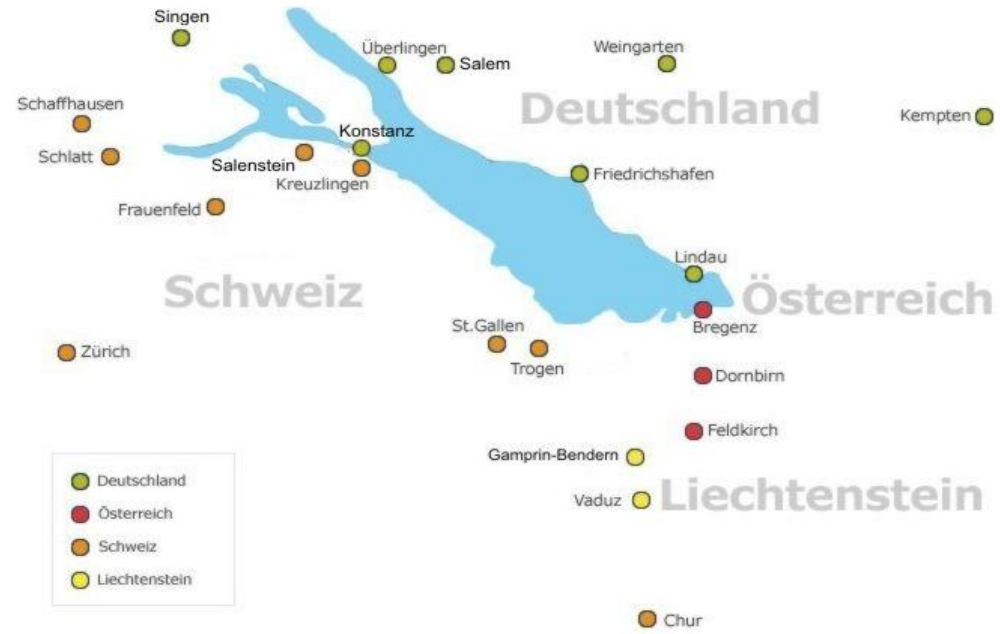 Singen
Überlingen
Salem
Weingarten
Schaffhausen
Deutschland
Kempten
Konstanz
Schlatt
Salenstein
Kreuzlingen
Friedrichshafen
Frauenfeld
Lindau
Schweiz
Österreich
St.Gallen
Bregenz
Zürich
Trogen
Dornbirn
Feldkirch
Gamprin-Bendern
Deutschland
Vaduz
Liechtenstein
Österreich
Schweiz
Liechtenstein
Chur